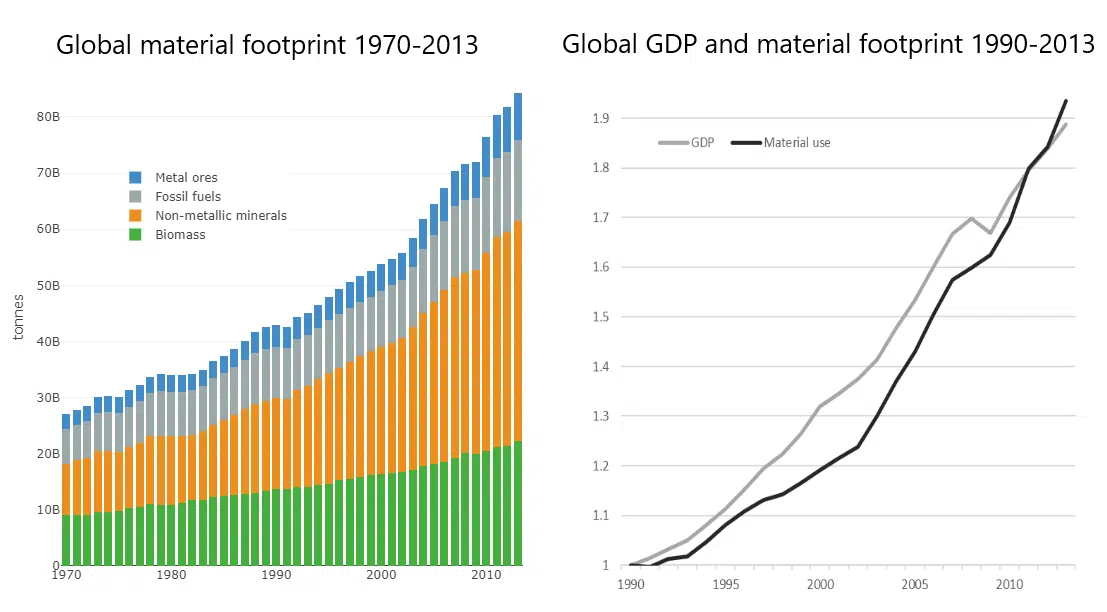 Global material footprint 1970-2013
80B
70B
60B
50B
40B
30B
20B
10B
0
tonnes
Metal ores
Fossil fuels
Non-metallic minerals
Biomass
1970
1980
1990
2000
2010
Global GDP and material footprint 1990-2013
1.9
1.8
1.7
1.6
1.5
1.4
1.3
1.2
1.1
1
GDP
Material use
1990
1995
2000
2005
2010